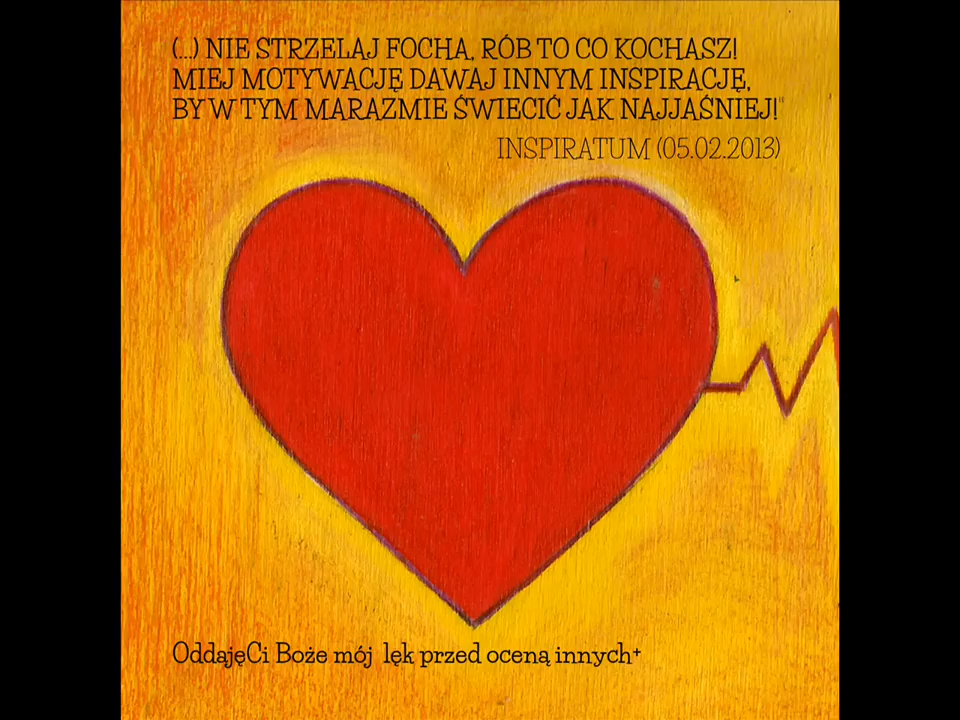 (...) NIE STRZELAJ FOCHA, RÓB TO CO KOCHASZ!
MIEJ MOTYWACJĘ DAWAJ INNYM INSPIRACJĘ,
BY W TYM MARAZMIE ŚWIECIĆ JAK NAJJAŚNIEJ!"
INSPIRATUM (05.02.2013)
OddajęCi Boże mój lęk przed oceną innych+